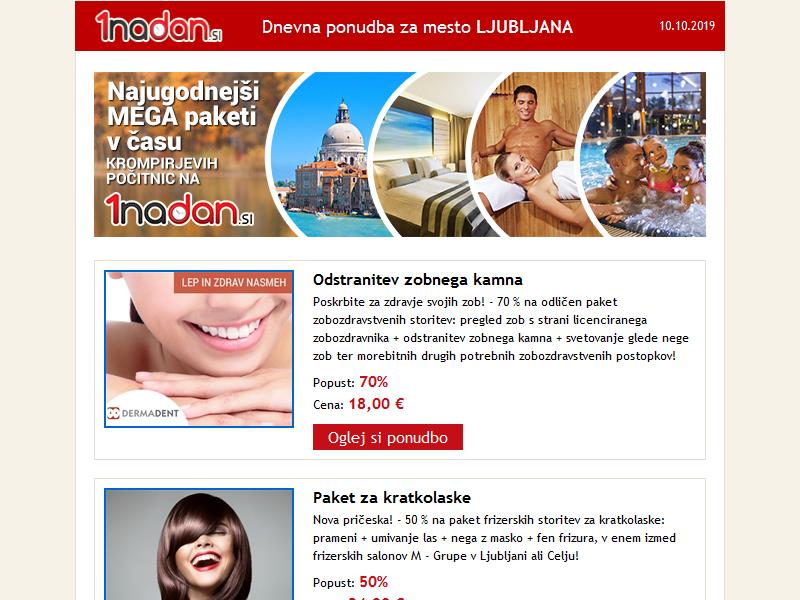 1nadan.si
Dnevna ponudba za mesto LJUBLJANA
10.10.2019
Najugodnejši
MEGA paketi
v času
KROMPIRJEVIH
POČITNIC NA
1nadan.si
LEP IN ZDRAV NASMEH
DERMADENT
Odstranitev zobnega kamna
Poskrbite za zdravje svojih zob! - 70 % na odličen paket
zobozdravstvenih storitev: pregled zob s strani licenciranega
zobozdravnika + odstranitev zobnega kamna + svetovanje glede nege
zob ter morebitnih drugih potrebnih zobozdravstvenih postopkov!
Popust: 70%
Cena: 18,00 €
Oglej si ponudbo
Paket za kratkolaske
Nova pričeska! - 50 % na paket frizerskih storitev za kratkolaske:
prameni + umivanje las + nega z masko + fen frizura, v enem izmed
frizerskih salonov M - Grupe v Ljubljani ali Celju!
Popust: 50%